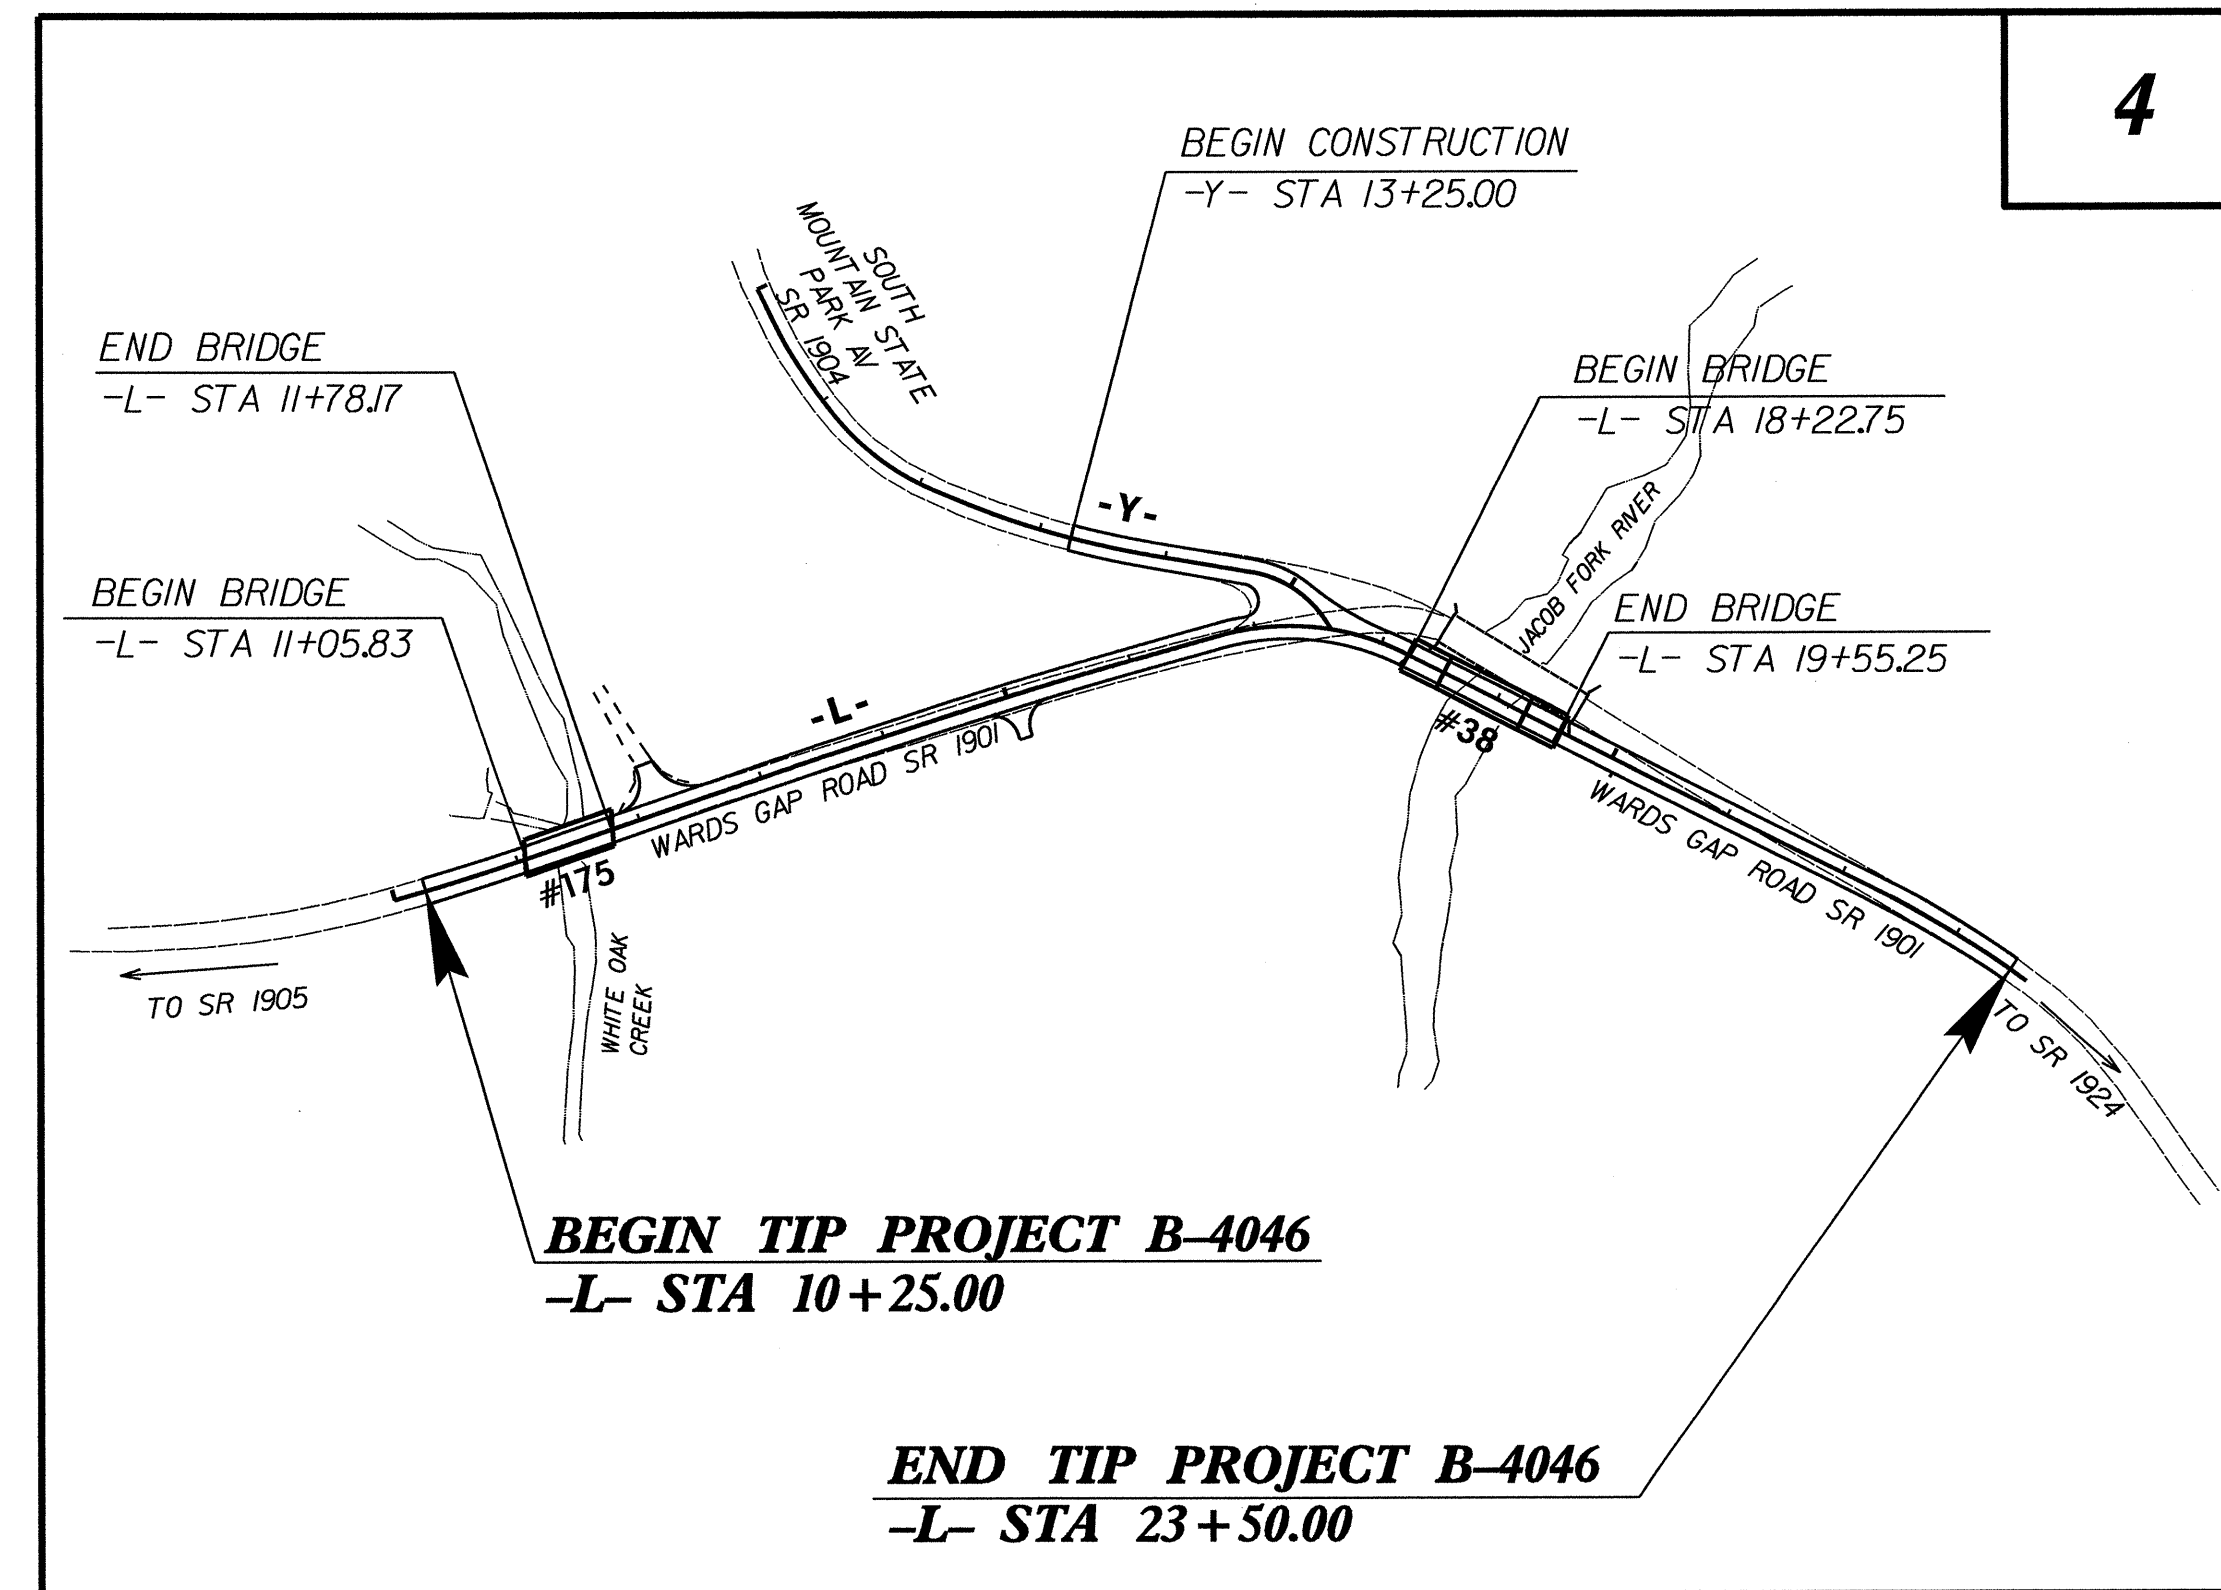 4
BEGIN CONSTRUCTION
-Y- STA 13+25.00
SOUTH
MOUNTAIN STATE
PARK AV
SR 1904
END BRIDGE
-L- STA 11+78.17
BEGIN BRIDGE
-L- STA 18+22.75
-Y-
JACOB FORK RIVER
BEGIN BRIDGE
-L- STA 11+05.83
END BRIDGE
-L- STA 19+55.25
-L-
#38
WARDS GAP ROAD SR 1901
WARDS GAP ROAD SR 1901
#175
WHITE OAK
CREEK
TO SR 1905
TO SR 1924
BEGIN TIP PROJECT B-4046
-L- STA 10+25.00
END TIP PROJECT B-4046
-L- STA 23+50.00